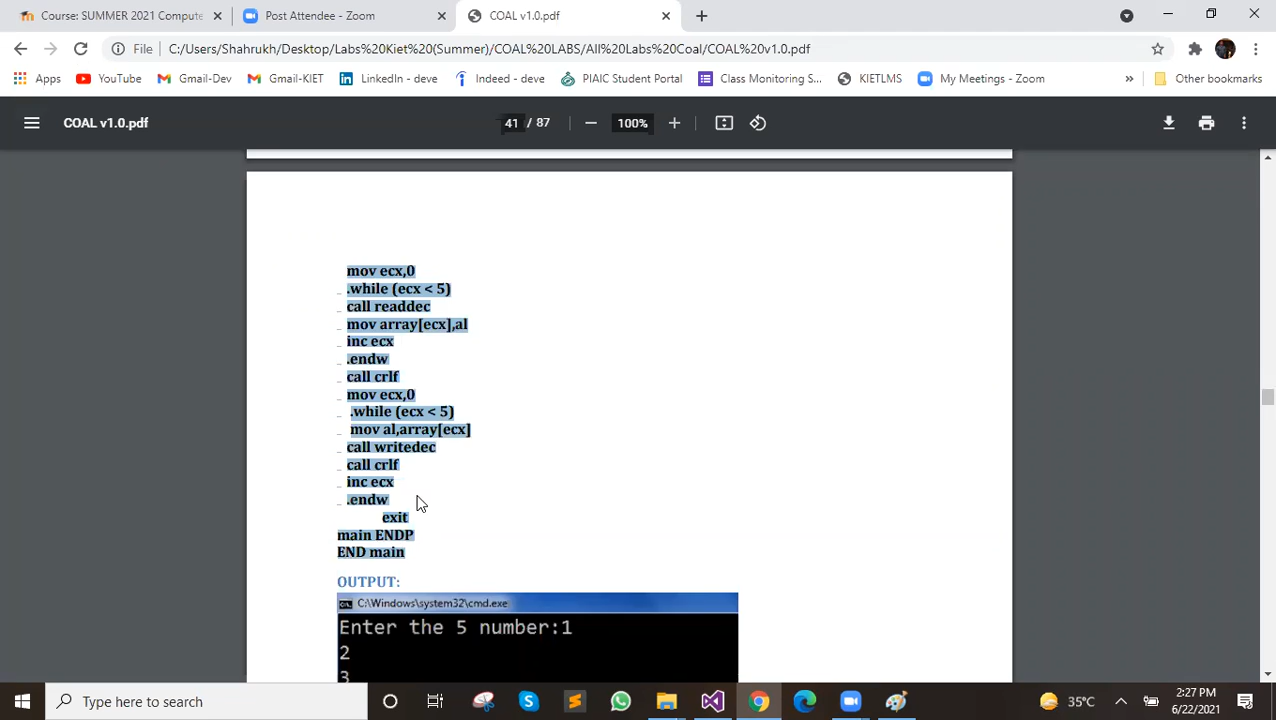 Course: SUMMER 2021 Compute
Post Attendee - Zoom
COAL v1.0.pdf
File
C:/Users/Shahrukh/Desktop/Labs%20Kiet%20(Summer)/COAL%20LABS/All%20Labs%20Coal/COAL%20v1.0.pdf
Apps
YouTube
Gmail-Dev
Gmail-KIET
LinkedIn - deve
Indeed - deve
PIAIC Student Portal
Class Monitoring S...
KIETLMS
My Meetings - Zoom
»
Other bookmarks
COAL v1.0.pdf
41 / 87
100%
mov ecx,0
.while (ecx < 5)
call readdec
mov array[ecx],al
inc ecx
.endw
call crlf
mov ecx,0
.while (ecx < 5)
mov al,array[ecx]
call writedec
call crlf
inc ecx
.endw
exit
main ENDP
END main
OUTPUT:
C:\Windows\system32\cmd.exe
Enter the 5 number:1
2
3
Type here to search
35°C
2:27 PM
6/22/2021